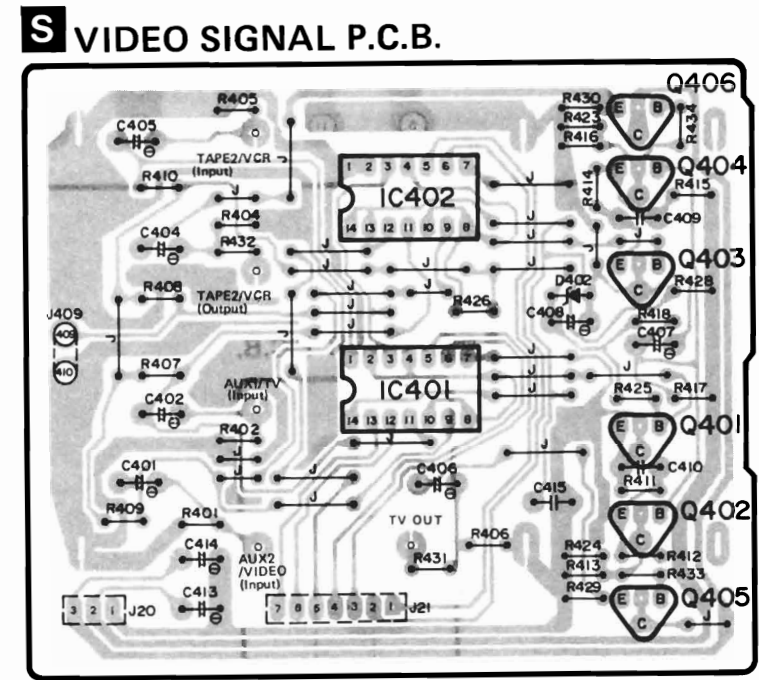 S VIDEO SIGNAL P.C.B.
Q406
R405
R430
E B
R423
R434
C405
R416
C
TAPE2/VCR
(Input)
J
1 2 3 4 5 6 7
Q404
R410
E B
R414
R415
IC402
J
J
C
C409
R404
14 13 12 11 10 9 8
J
C404
R432
J
J
J
J
Q403
J
J
J
E B
D402
R408
TAPE2/VCR
(Output)
J
J
R428
J409
J
R426
C408
C
R418
409
J
J
J
C407
410
R407
1 2 3 4 5 6 7
J
J
J
AUX1/TV
(Input)
IC401
J
R425
R417
C402
14 13 12 11 10 9 8
Q401
R402
J
E B
J
J
C
C401
J
J
C406
C410
R411
J
C415
R409
R401
TV OUT
Q402
E B
R406
C
C414
AUX2
/VIDEO
(Input)
R424
R412
R431
R413
R433
C413
R429
Q405
3 2 1 J20
7 6 5 4 3 2 1 J21
E B
C
J